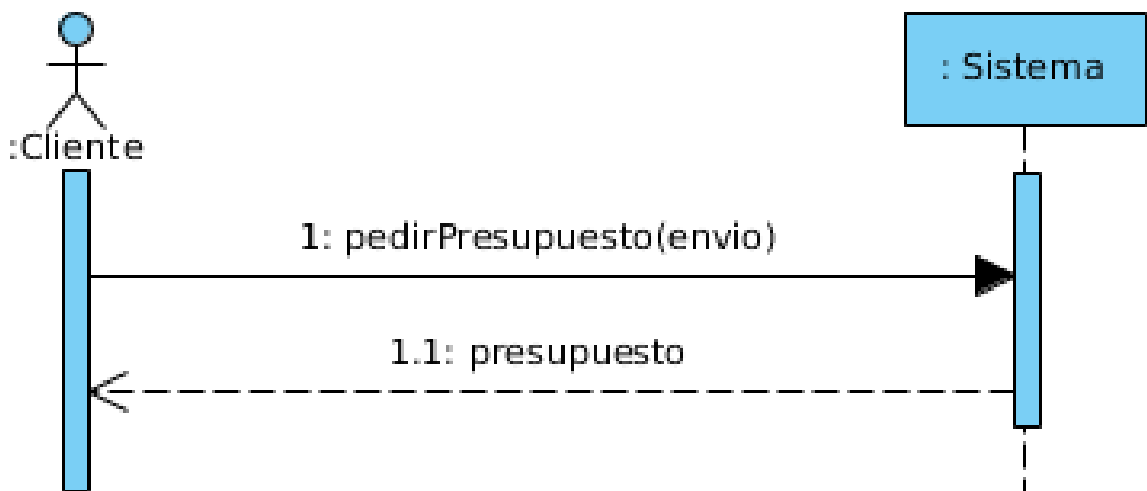 :Cliente
: Sistema
1: pedirPresupuesto(envio)
1.1: presupuesto